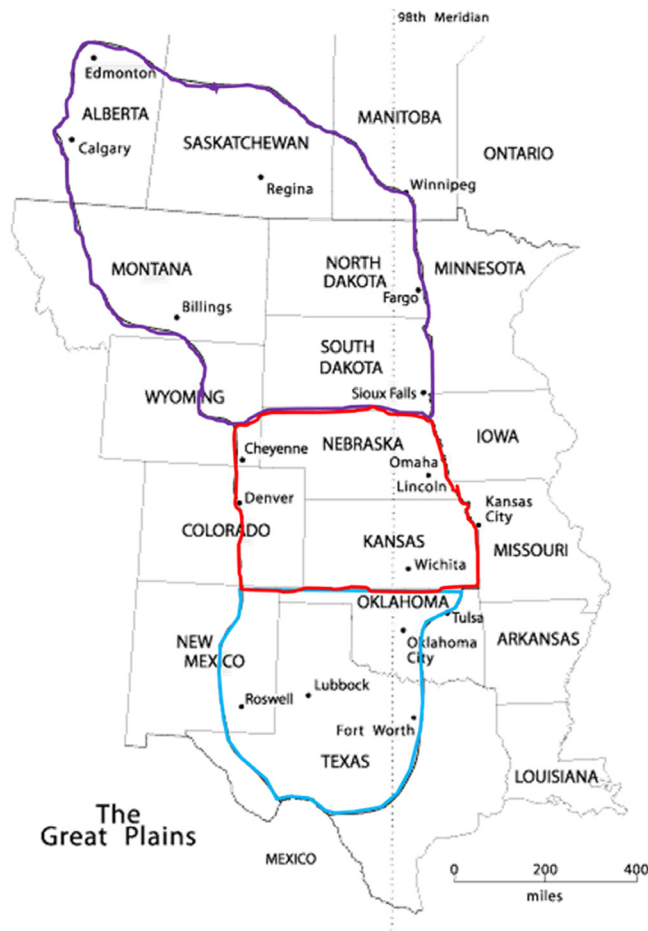 98th Meridian
Edmonton
ALBERTA
MANITOBA
SASKATCHEWAN
Calgary
ONTARIO
Regina
Winnipeg
MONTANA
NORTH
DAKOTA
MINNESOTA
Fargo
Billings
SOUTH
DAKOTA
WYOMING
Sioux Falls
NEBRASKA
IOWA
Cheyenne
Omaha
Lincoln
Denver
Kansas
City
COLORADO
KANSAS
MISSOURI
Wichita
OKLAHOMA
Tulsa
NEW
MEXICO
Oklahoma
City
ARKANSAS
Lubbock
Roswell
Fort Worth
TEXAS
LOUISIANA
The
Great Plains
MEXICO
0 200 400
miles